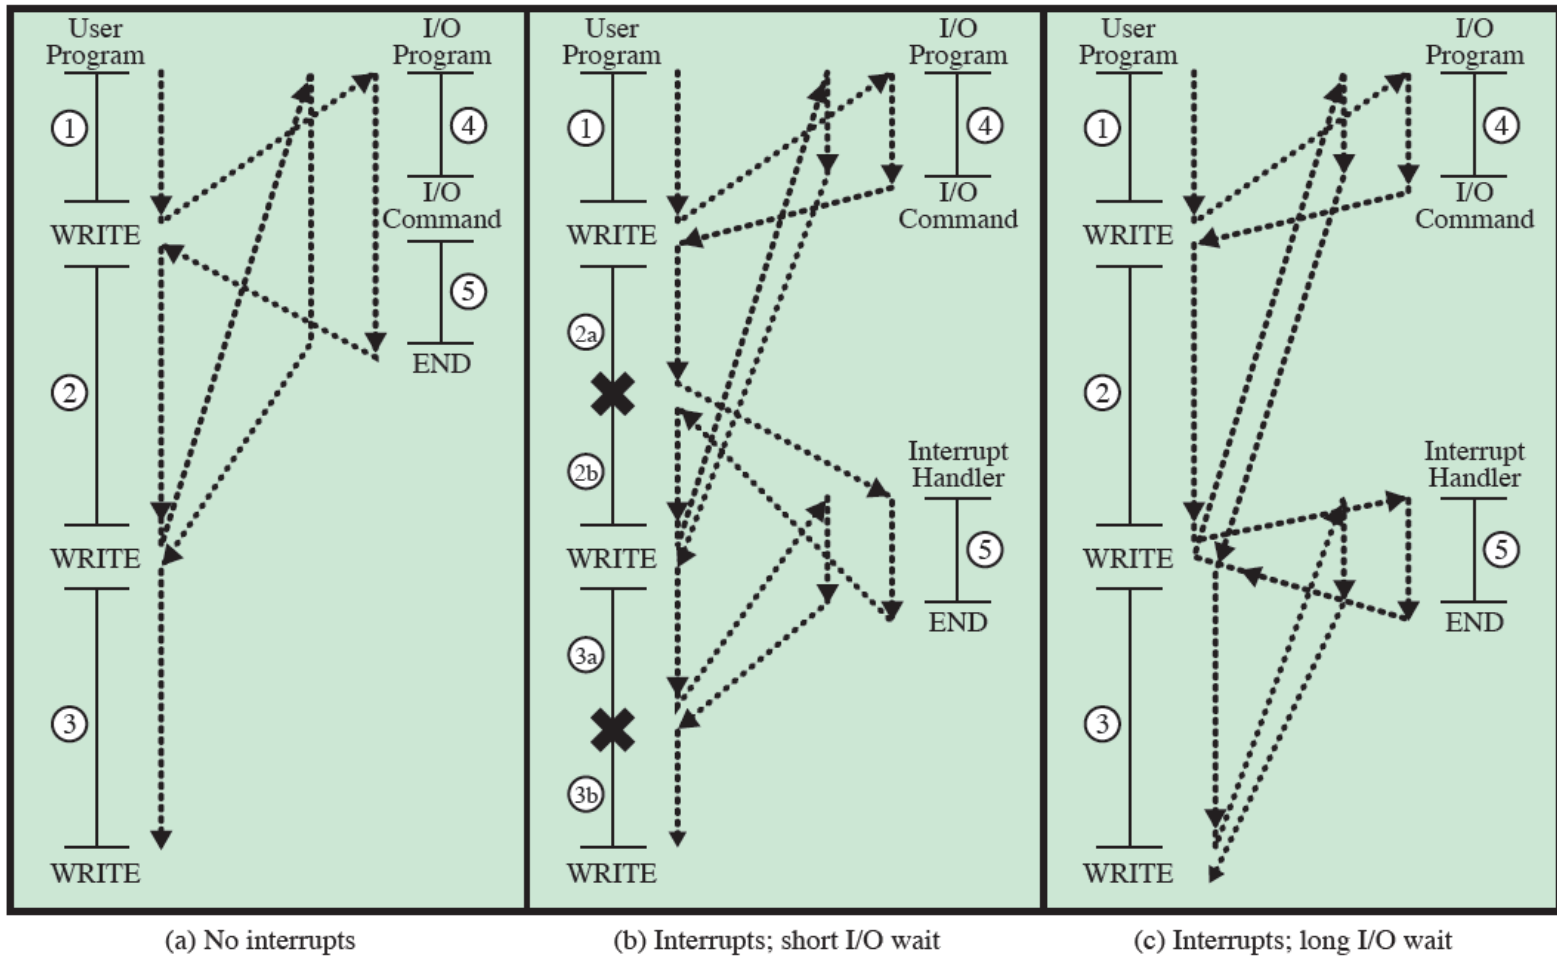 User
Program
I/O
Program
1
4
WRITE
I/O
Command
5
END
2
WRITE
3
WRITE
(a) No interrupts
User
Program
I/O
Program
1
4
WRITE
I/O
Command
2a
2b
Interrupt
Handler
WRITE
5
END
3a
3b
WRITE
(b) Interrupts; short I/O wait
User
Program
I/O
Program
1
4
WRITE
I/O
Command
2
Interrupt
Handler
WRITE
5
END
3
WRITE
(c) Interrupts; long I/O wait